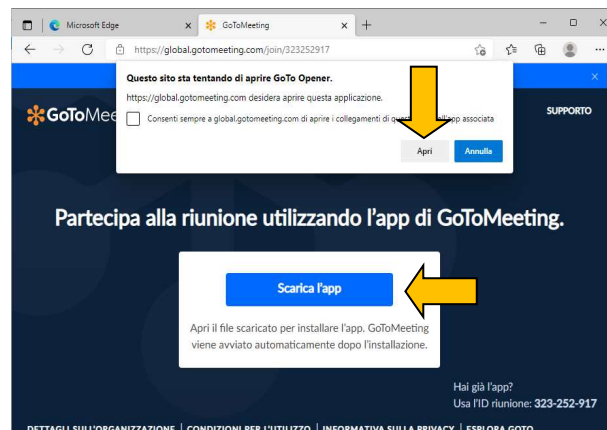 Microsoft Edge
GoToMeeting
https://global.gotomeeting.com/join/323252917
Questo sito sta tentando di aprire GoTo Opener.
https://global.gotomeeting.com desidera aprire questa applicazione.
Consenti sempre a global.gotomeeting.com di aprire i collegamenti di associata
Apri
Annulla
GoToMee
SUPPORTO
Partecipa alla riunione utilizzando l'app di GoToMeeting.
Scarica l'app
Apri il file scaricato per installare l'app. GoToMeeting
viene avviato automaticamente dopo l'installazione.
Hai già l'app?
Usa l'ID riunione: 323-252-917
DETTAGLI SULL'ORGANIZZAZIONE | CONDIZIONI PER L'UTILIZZO | INFORMATIVA SULLA PRIVACY | ESPLORA GOTO